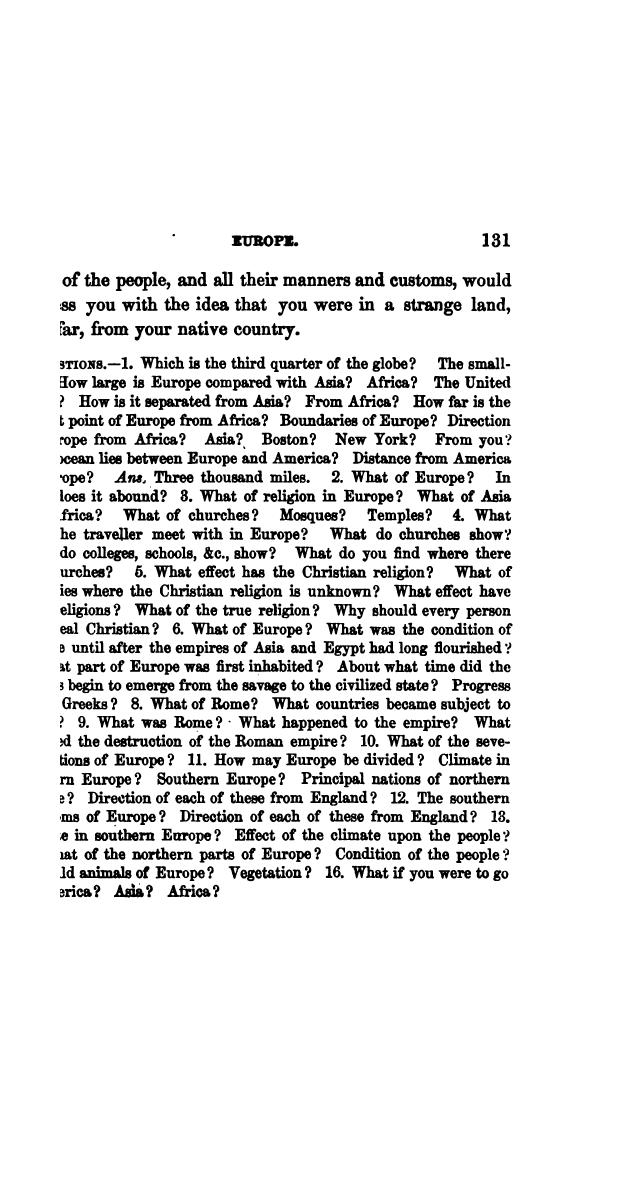 EUROPE. 131
of the people, and all their manners and customs, would
ss you with the idea that you were in a strange land,
far, from your native country.
STIONS.—1. Which is the third quarter of the globe? The small-
How large is Europe compared with Asia? Africa? The United
? How is it separated from Asia? From Africa? How far is the
t point of Europe from Africa? Boundaries of Europe? Direction
rope from Africa? Asia? Boston? New York? From you?
ocean lies between Europe and America? Distance from America
rope? Ans. Three thousand miles. 2. What of Europe? In
does it abound? 3. What of religion in Europe? What of Asia
frica? What of churches? Mosques? Temples? 4. What
he traveller meet with in Europe? What do churches show?
do colleges, schools, &c., show? What do you find where there
urches? 5. What effect has the Christian religion? What of
ies where the Christian religion is unknown? What effect have
eligions? What of the true religion? Why should every person
eal Christian? 6. What of Europe? What was the condition of
e until after the empires of Asia and Egypt had long flourished?
at part of Europe was first inhabited? About what time did the
s begin to emerge from the savage to the civilized state? Progress
Greeks? 8. What of Rome? What countries became subject to
? 9. What was Rome? What happened to the empire? What
ed the destruction of the Roman empire? 10. What of the seve-
tions of Europe? 11. How may Europe be divided? Climate in
rn Europe? Southern Europe? Principal nations of northern
e? Direction of each of these from England? 12. The southern
ms of Europe? Direction of each of these from England? 13.
e in southern Europe? Effect of the climate upon the people?
hat of the northern parts of Europe? Condition of the people?
ld animals of Europe? Vegetation? 16. What if you were to go
erica? Asia? Africa?